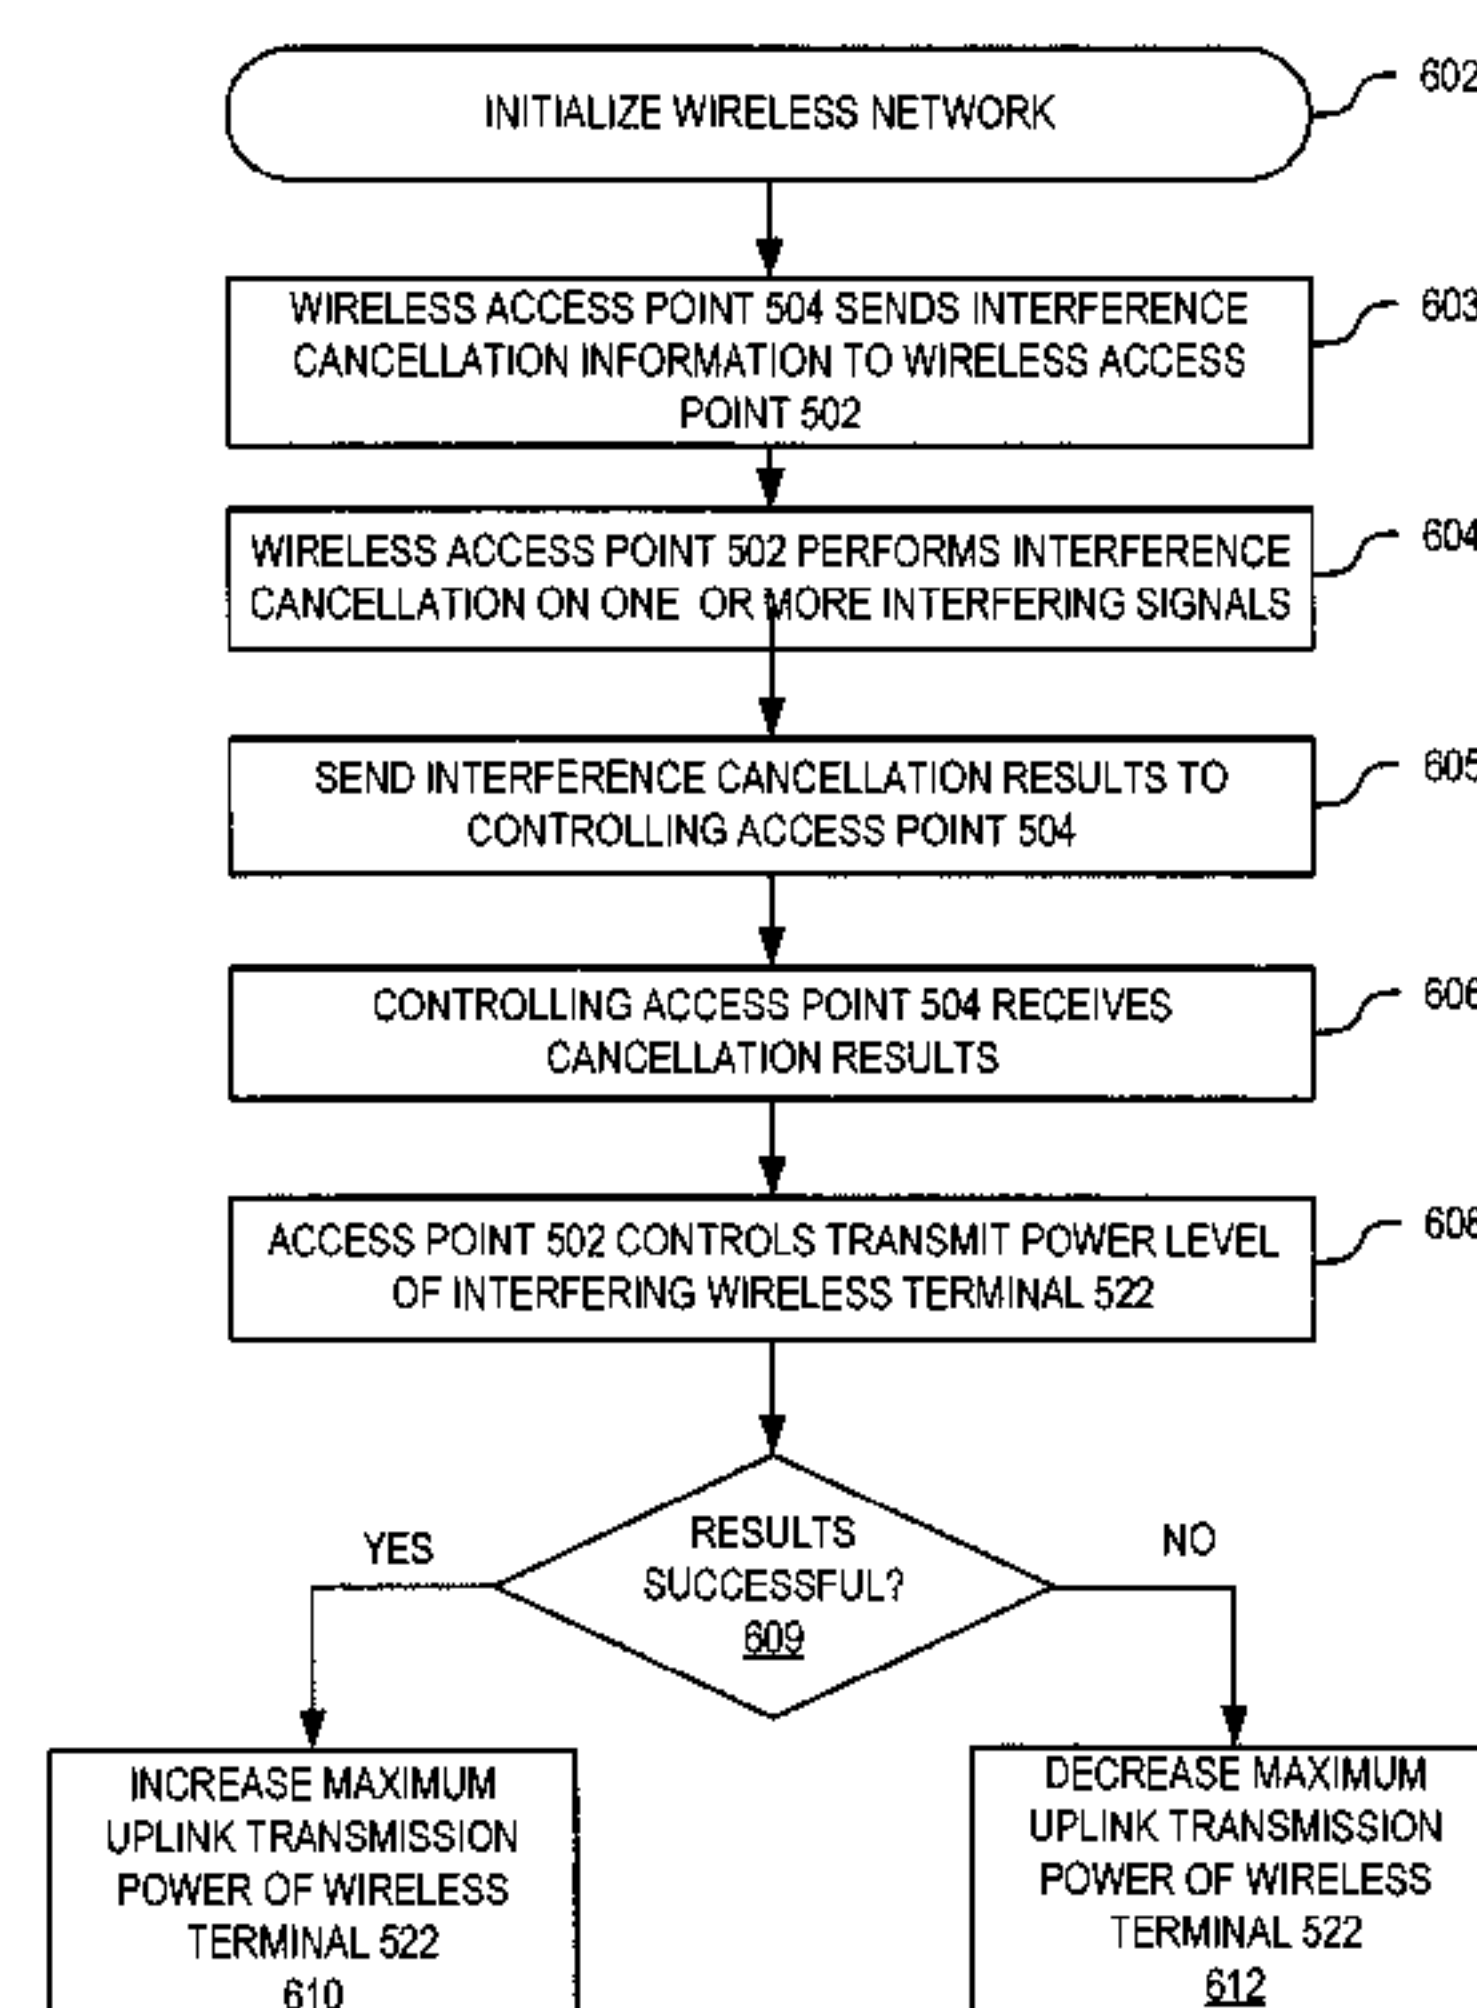 INITIALIZE WIRELESS NETWORK
602
WIRELESS ACCESS POINT 504 SENDS INTERFERENCE
CANCELLATION INFORMATION TO WIRELESS ACCESS
POINT 502
603
WIRELESS ACCESS POINT 502 PERFORMS INTERFERENCE
CANCELLATION ON ONE OR MORE INTERFERING SIGNALS
604
SEND INTERFERENCE CANCELLATION RESULTS TO
CONTROLLING ACCESS POINT 504
605
CONTROLLING ACCESS POINT 504 RECEIVES
CANCELLATION RESULTS
606
ACCESS POINT 502 CONTROLS TRANSMIT POWER LEVEL
OF INTERFERING WIRELESS TERMINAL 522
YES
RESULTS
SUCCESSFUL?
609
NO
INCREASE MAXIMUM
UPLINK TRANSMISSION
POWER OF WIRELESS
TERMINAL 522
610
DECREASE MAXIMUM
UPLINK TRANSMISSION
POWER OF WIRELESS
TERMINAL 522
612